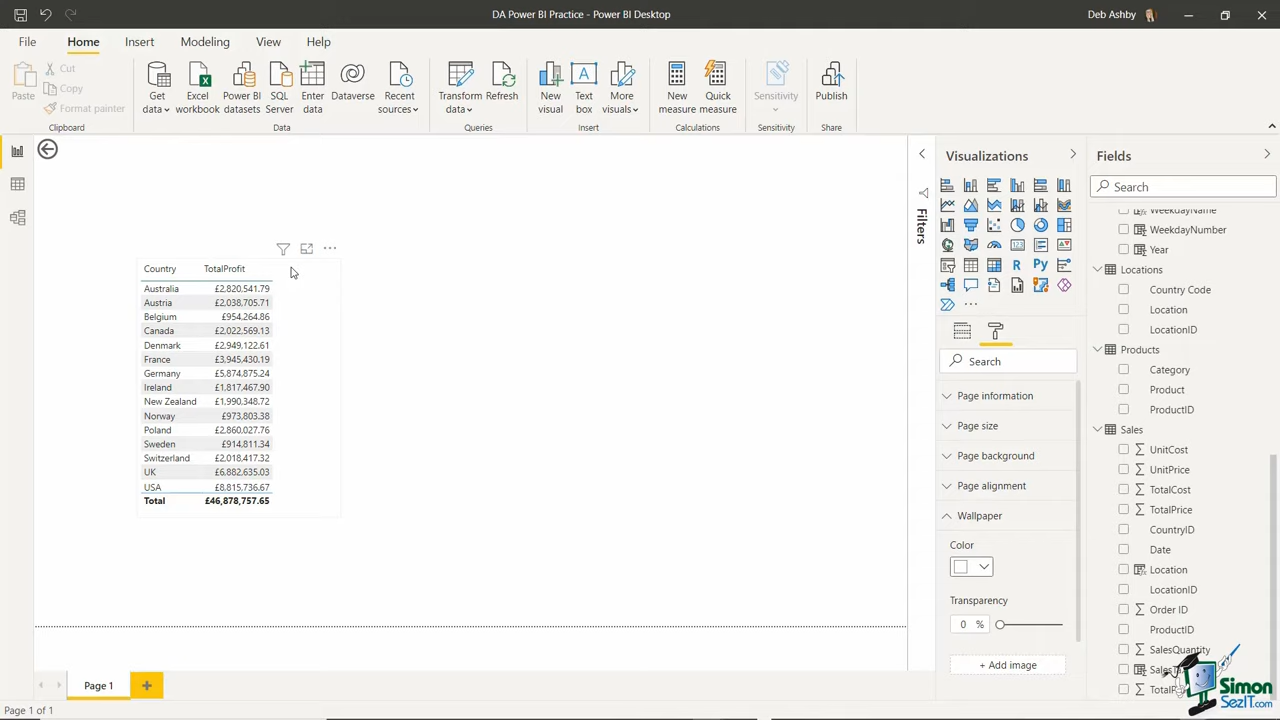 DA Power BI Practice - Power BI Desktop
Deb Ashby
File
Home
Insert
Modeling
View
Help
Paste
Cut
Copy
Format painter
Clipboard
Get data
Excel workbook
Power BI datasets
SQL Server
Enter data
Dataverse
Recent sources
Data
Transform data
Refresh
Queries
New visual
Text box
More visuals
Insert
New measure
Quick measure
Calculations
Sensitivity
Sensitivity
Publish
Share
Country TotalProfit
Australia £2,820,541.79
Austria £2,038,705.71
Belgium £954,264.86
Canada £2,022,569.13
Denmark £2,949,122.61
France £3,945,430.19
Germany £5,874,875.24
Ireland £1,817,467.90
New Zealand £1,990,348.72
Norway £973,803.38
Poland £2,860,027.76
Sweden £914,811.34
Switzerland £2,018,417.32
UK £6,882,635.03
USA £8,815,736.67
Total £46,878,757.65
Filters
Visualizations
R
Py
Search
Page information
Page size
Page background
Page alignment
Wallpaper
Color
Transparency
0 %
+ Add image
Fields
Search
WeekdayName
WeekdayNumber
Year
Locations
Country Code
Location
LocationID
Products
Category
Product
ProductID
Sales
UnitCost
UnitPrice
TotalCost
TotalPrice
CountryID
Date
Location
LocationID
Order ID
ProductID
SalesQuantity
Simon
SezIT.com
Page 1
Page 1 of 1